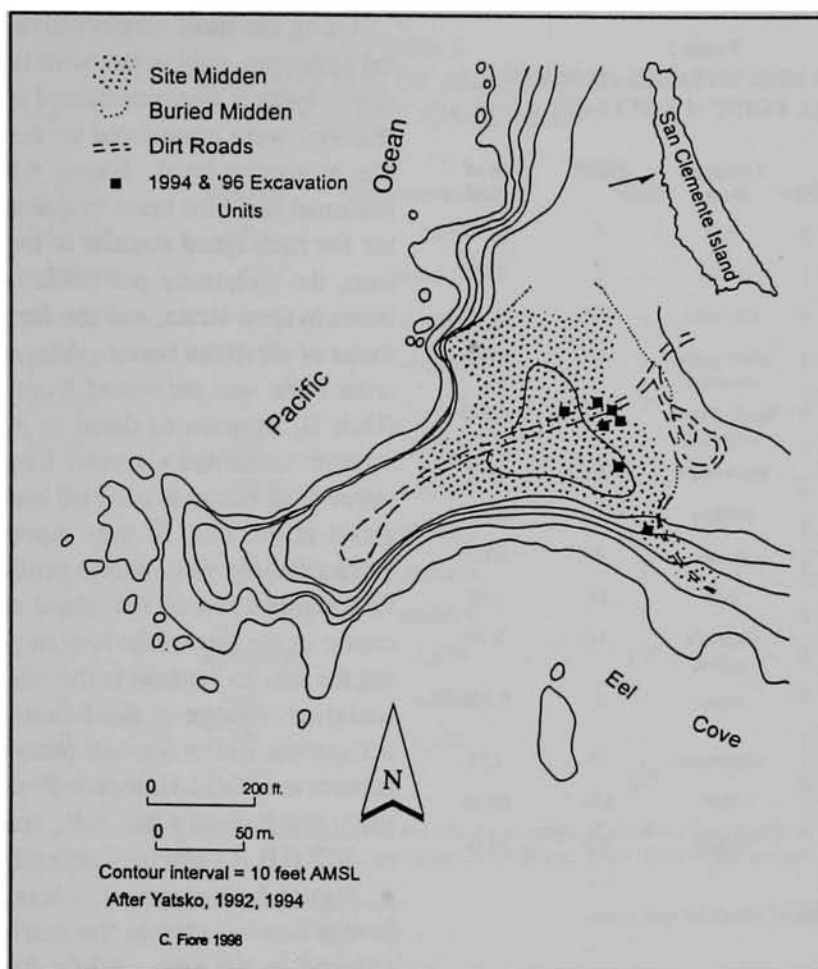 Site Midden
Buried Midden
Dirt Roads
1994 & '96 Excavation
Units
Pacific
Ocean
San Clemente Island
Eel
Cove
N
0
200 ft.
0
50 m.
Contour interval = 10 feet AMSL
After Yatsko, 1992, 1994
C. Fiore 1998